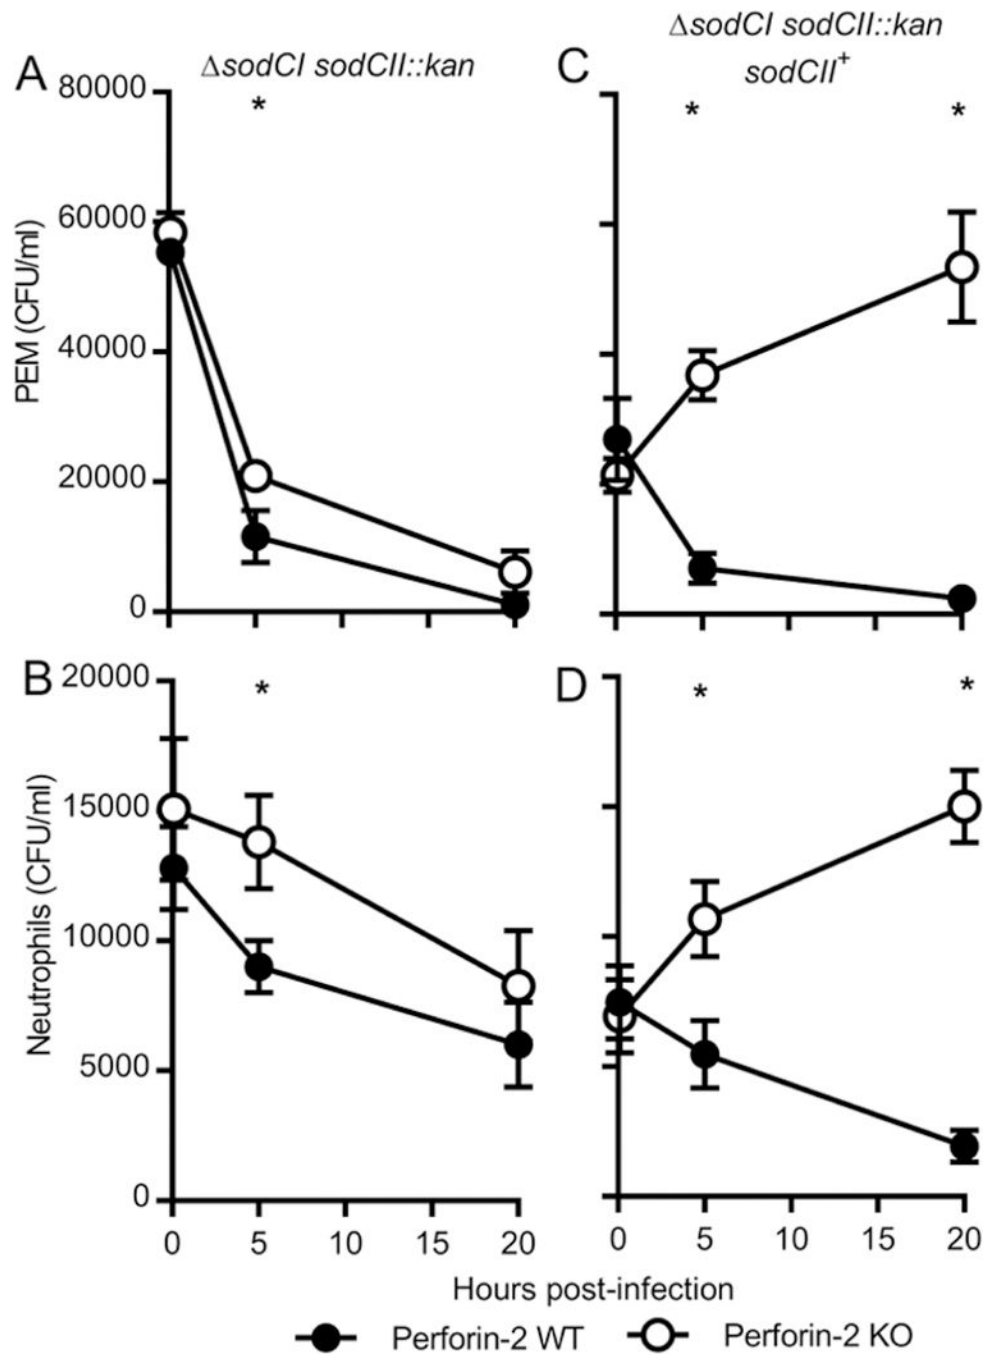 A
ΔsodCI sodCII::kan
*
80000
60000
40000
20000
0
PEM (CFU/ml)
C
ΔsodCI sodCII::kan
sodCII+
* *
B
*
20000
15000
10000
5000
0
Neutrophils (CFU/ml)
0 5 10 15 20
D
* *
0 5 10 15 20
Hours post-infection
Perforin-2 WT Perforin-2 KO